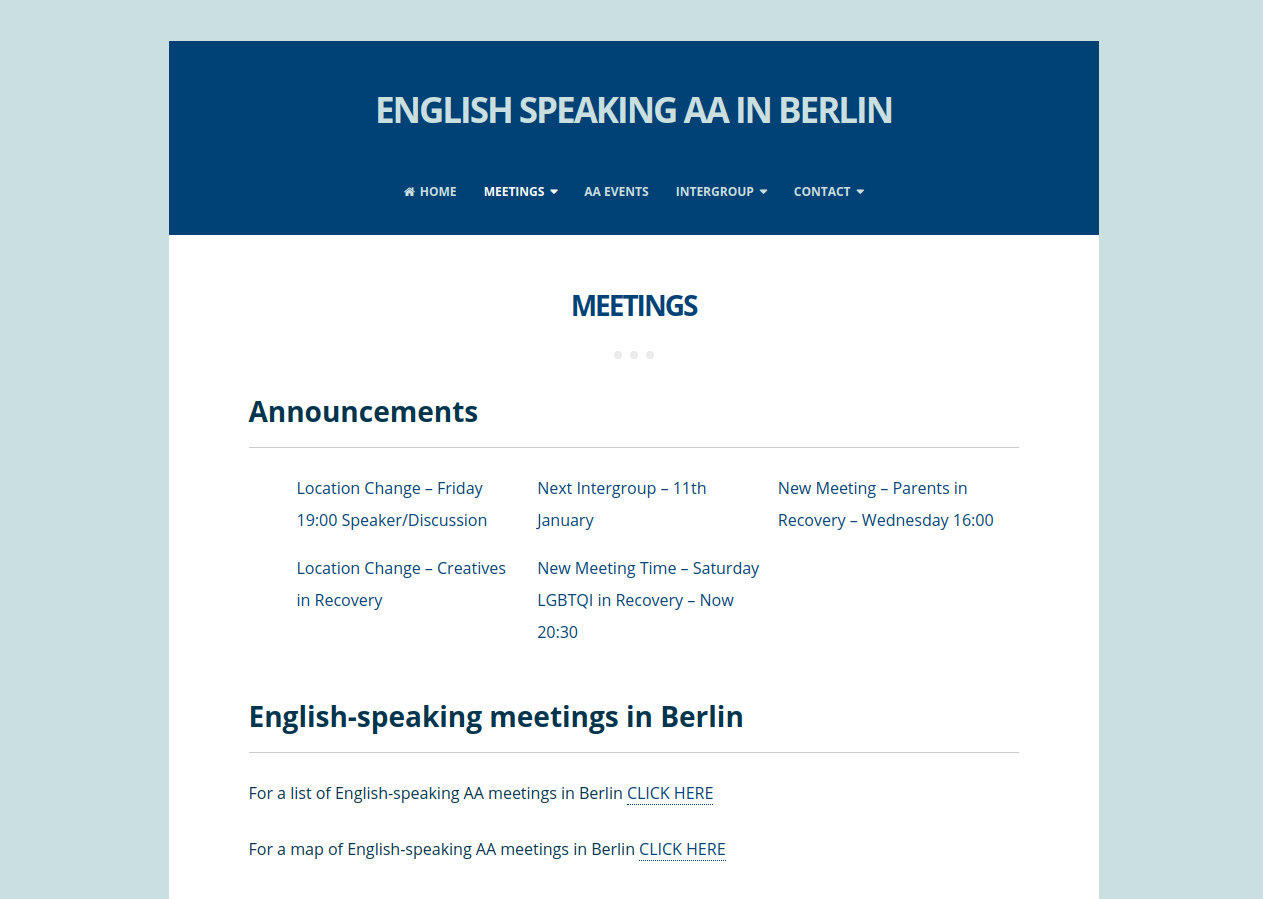 ENGLISH SPEAKING AA IN BERLIN
HOME MEETINGS AA EVENTS INTERGROUP CONTACT
MEETINGS
Announcements
Location Change – Friday
19:00 Speaker/Discussion
Next Intergroup – 11th
January
New Meeting – Parents in
Recovery – Wednesday 16:00
Location Change – Creatives
in Recovery
New Meeting Time – Saturday
LGBTQI in Recovery – Now
20:30
English-speaking meetings in Berlin
For a list of English-speaking AA meetings in Berlin CLICK HERE
For a map of English-speaking AA meetings in Berlin CLICK HERE